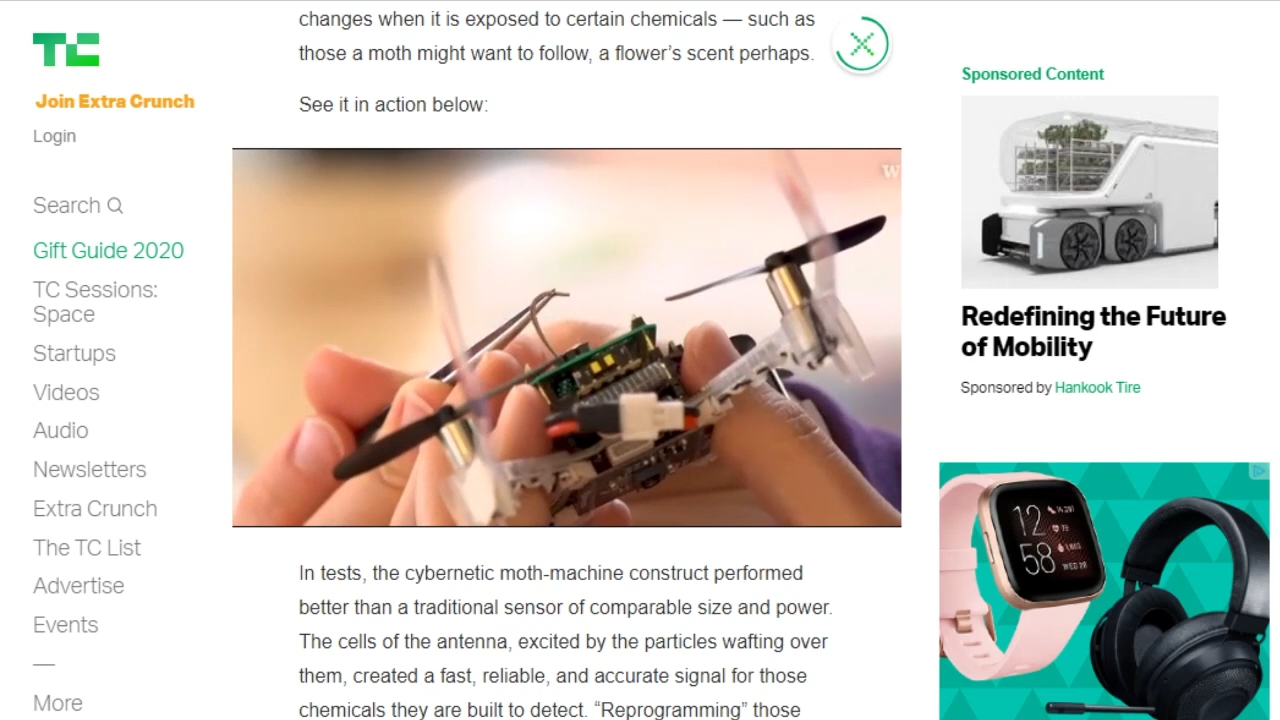 TC
Join Extra Crunch
Login
Search
Gift Guide 2020
TC Sessions:
Space
Startups
Videos
Audio
Newsletters
Extra Crunch
The TC List
Advertise
Events
—
More
changes when it is exposed to certain chemicals — such as
those a moth might want to follow, a flower’s scent perhaps.
See it in action below:
W
In tests, the cybernetic moth-machine construct performed
better than a traditional sensor of comparable size and power.
The cells of the antenna, excited by the particles wafting over
them, created a fast, reliable, and accurate signal for those
chemicals they are built to detect. “Reprogramming” those
Sponsored Content
Redefining the Future
of Mobility
Sponsored by Hankook Tire
12
58
79
WED 28